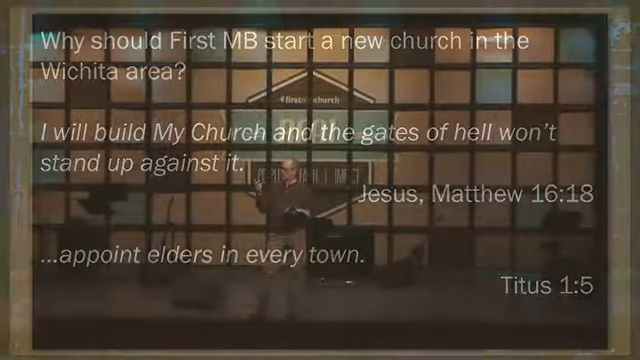 Why should First MB start a new church in the
Wichita area?
I will build My Church and the gates of hell won't
stand up against it.
Jesus, Matthew 16:18
...appoint elders in every town.
Titus 1:5